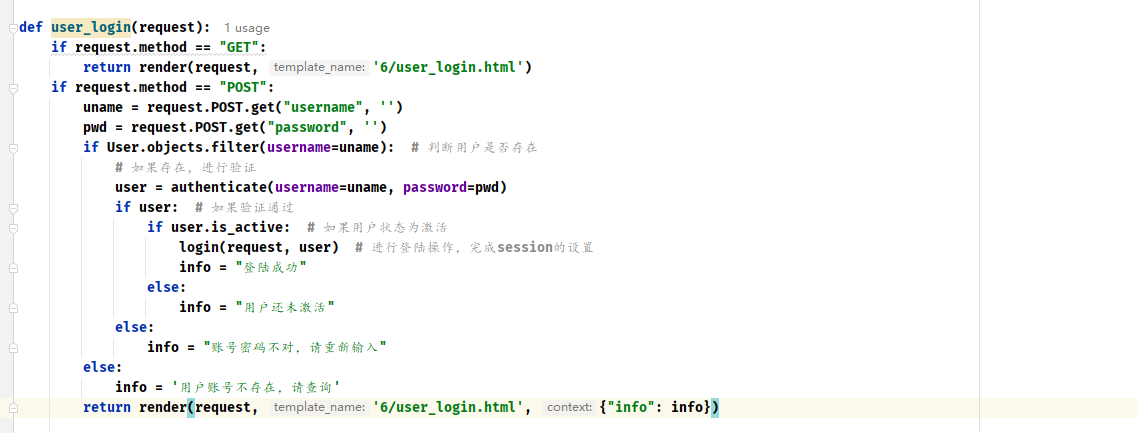 def user_login(request): 1 usage
    if request.method == "GET":
        return render(request, template_name: '6/user_login.html')
    if request.method == "POST":
        uname = request.POST.get("username", '')
        pwd = request.POST.get("password", '')
        if User.objects.filter(username=uname): # 判断用户是否存在
            # 如果存在，进行验证
            user = authenticate(username=uname, password=pwd)
            if user: # 如果验证通过
                if user.is_active: # 如果用户状态为激活
                    login(request, user) # 进行登陆操作，完成session的设置
                    info = "登陆成功"
                else:
                    info = "用户还未激活"
            else:
                info = "账号密码不对，请重新输入"
        else:
            info = '用户账号不存在，请查询'
        return render(request, template_name: '6/user_login.html', context: {"info": info})